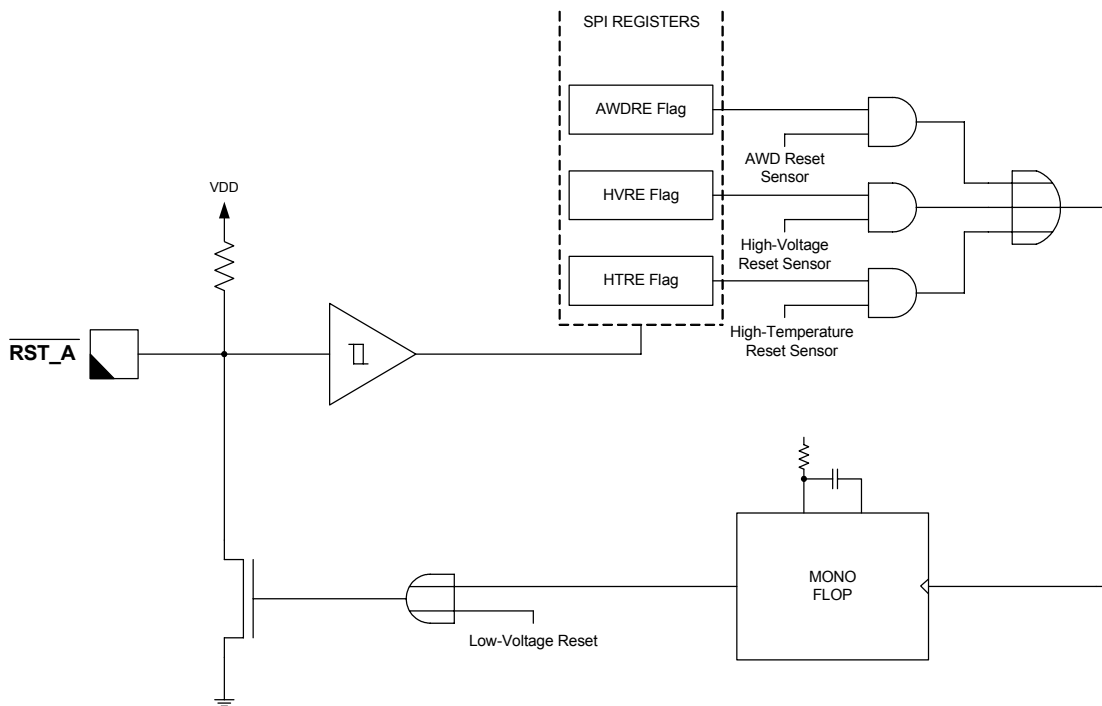 SPI REGISTERS
AWDRE Flag
AWD Reset
Sensor
VDD
HVRE Flag
High-Voltage
Reset Sensor
HTRE Flag
High-Temperature
Reset Sensor
RST_A
MONO
FLOP
Low-Voltage Reset